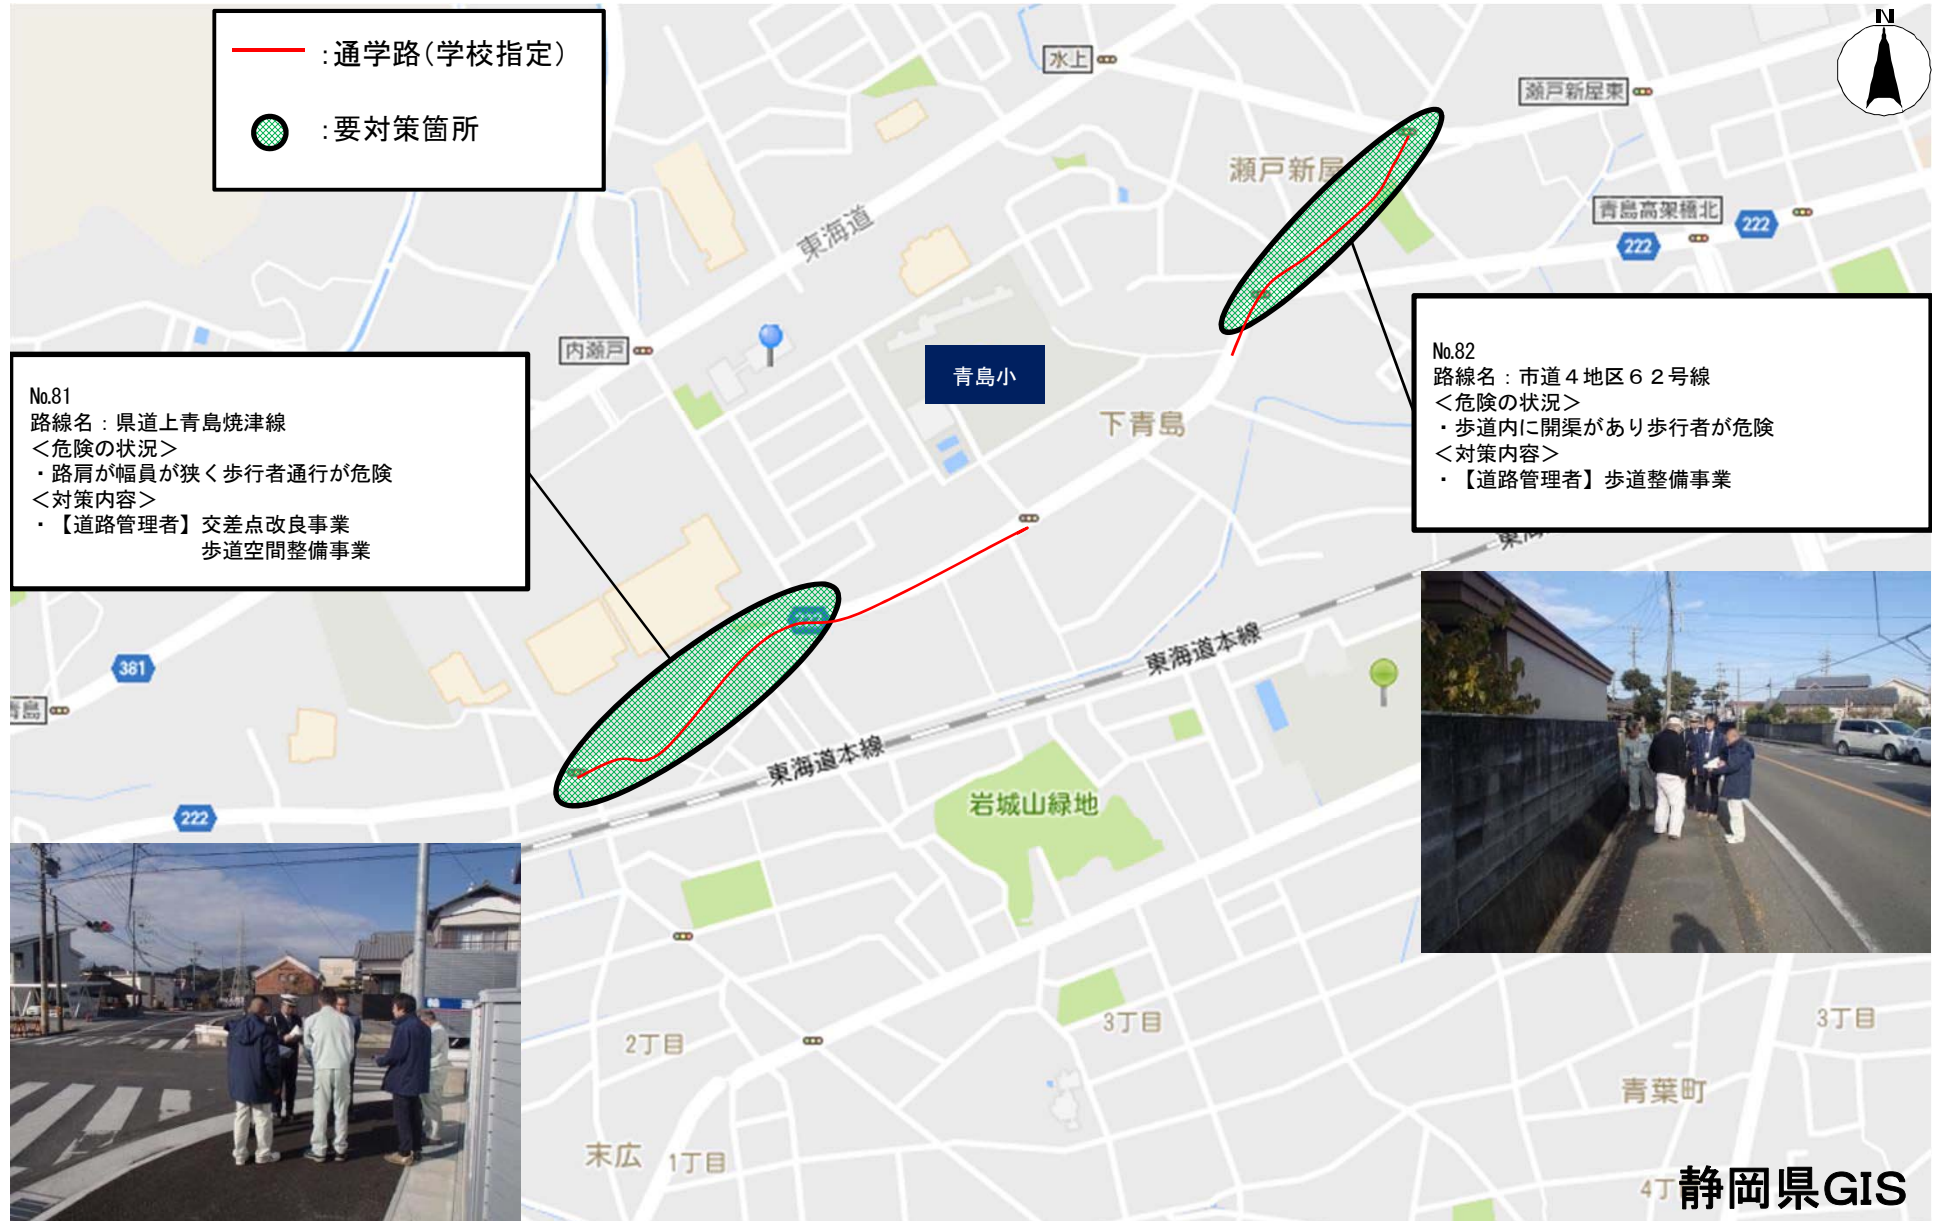 :通学路(学校指定)
:要対策箇所
N
水上
瀬戸新屋東
瀬戸新屋
青島高架橋北
222
222
東海道
内瀬戸
青島小
下青島
No.81
路線名：県道上青島焼津線
＜危険の状況＞
・路肩が幅員が狭く歩行者通行が危険
＜対策内容＞
・【道路管理者】交差点改良事業
歩道空間整備事業
No.82
路線名：市道４地区６２号線
＜危険の状況＞
・歩道内に開渠があり歩行者が危険
＜対策内容＞
・【道路管理者】歩道整備事業
222
381
青島
東海道本線
東海道本線
222
岩城山緑地
2丁目
3丁目
3丁目
青葉町
末広
1丁目
4丁
静岡県GIS